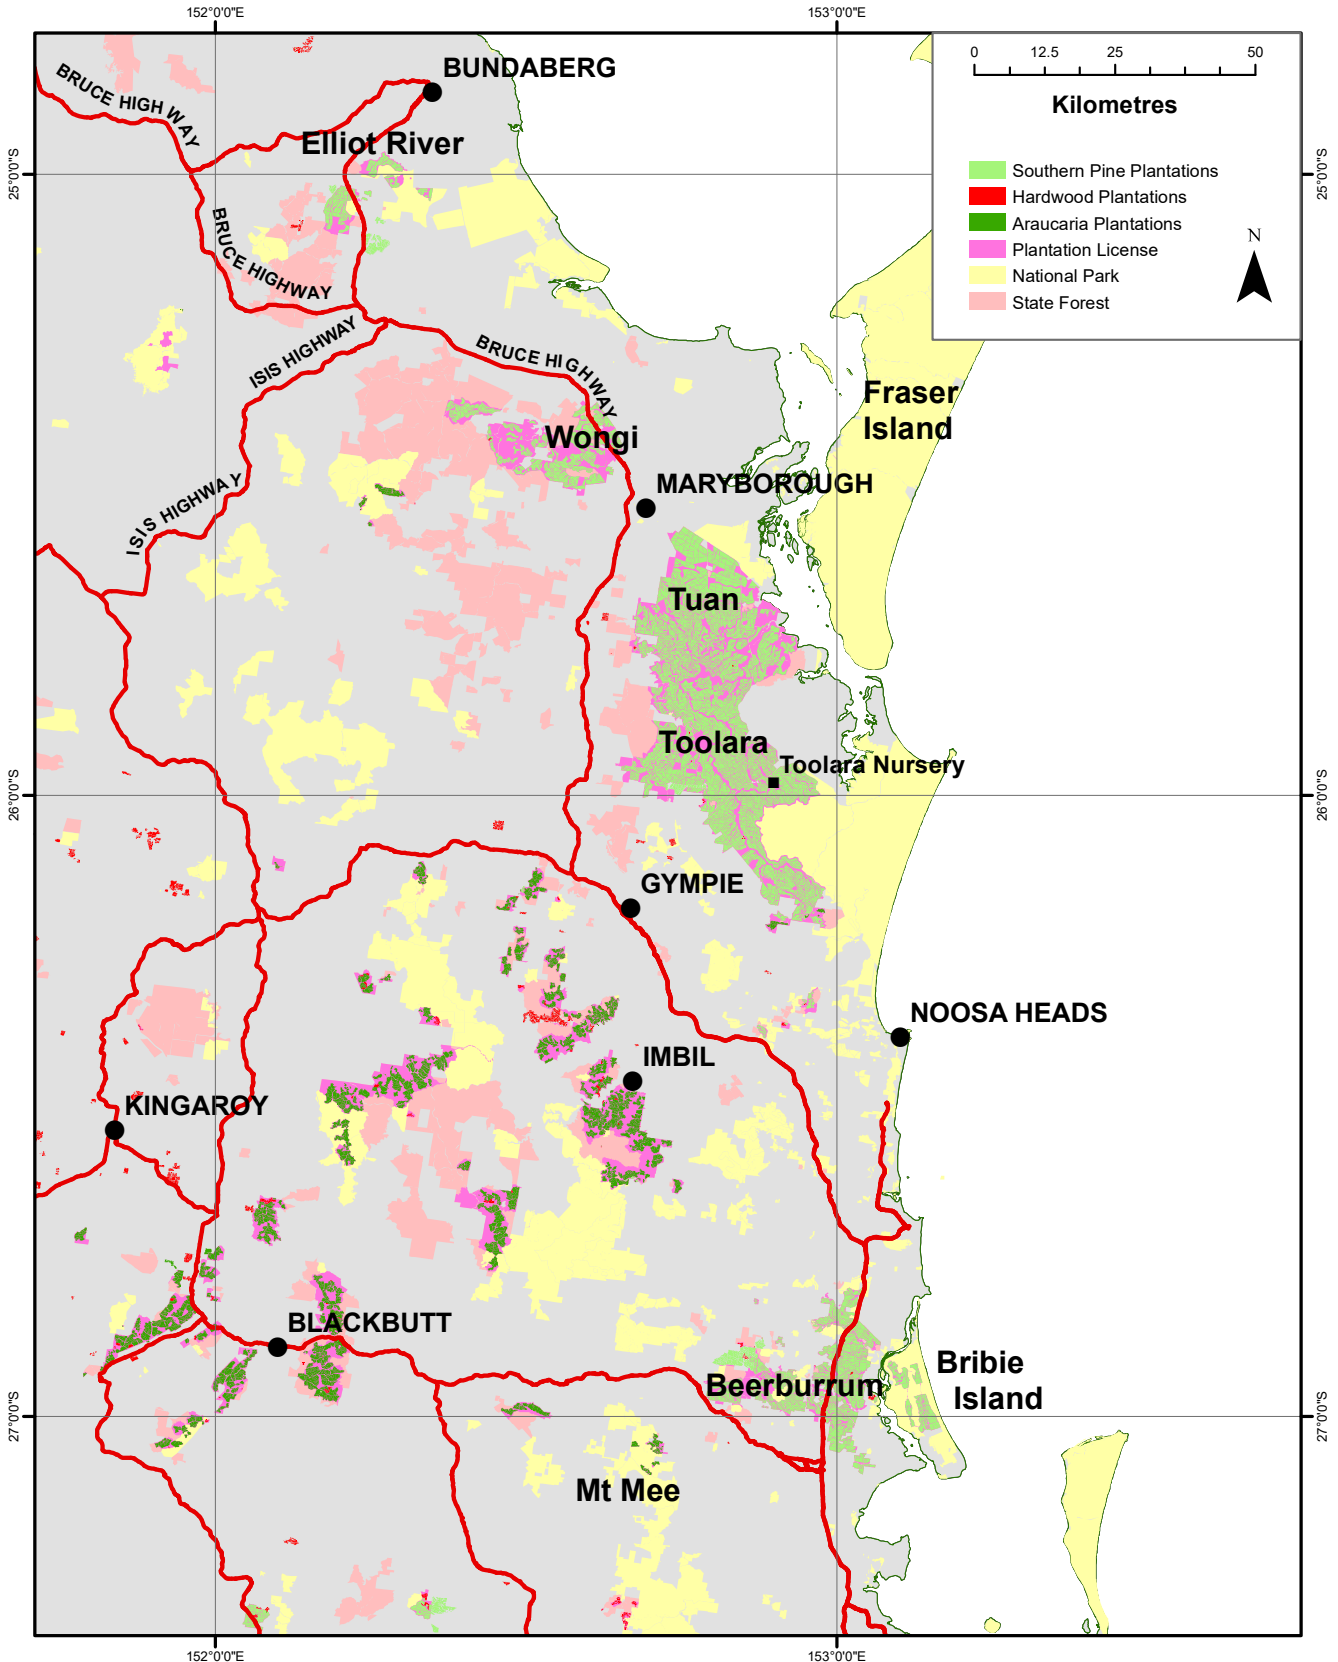 152°0'0"E
153°0'0"E
0
12.5
25
50
Kilometres
BUNDABERG
BRUCE HIGH WAY
Elliot River
25°0'0"S
25°0'0"S
Southern Pine Plantations
Hardwood Plantations
Araucaria Plantations
Plantation License
National Park
State Forest
N
BRUCE HIGHWAY
ISIS HIGHWAY
BRUCE HIGHWAY
Fraser
Island
Wongi
MARYBOROUGH
ISIS HIGHWAY
Tuan
Toolara
Toolara Nursery
26°0'0"S
26°0'0"S
GYMPIE
NOOSA HEADS
IMBIL
KINGAROY
BLACKBUTT
Bribie
Island
Beerburrum
27°0'0"S
27°0'0"S
Mt Mee
152°0'0"E
153°0'0"E